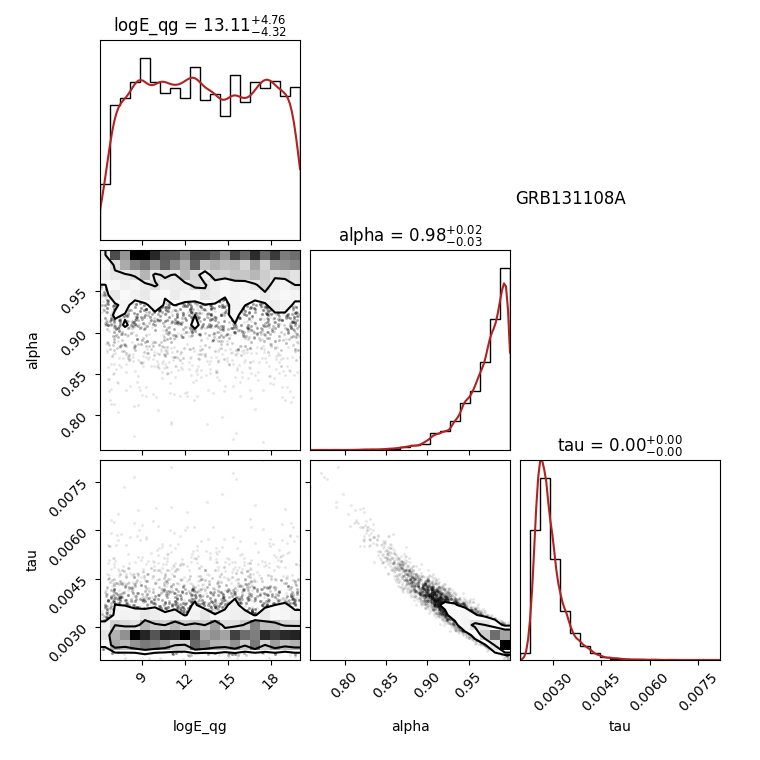 logE_qg = 13.11+4.76−4.32
GRB131108A
alpha = 0.98+0.02−0.03
alpha
0.95
0.90
0.85
0.80
tau = 0.00+0.00−0.00
tau
0.0075
0.0060
0.0045
0.0030
9 12 15 18
0.80 0.85 0.90 0.95
0.0030 0.0045 0.0060 0.0075
logE_qg alpha tau